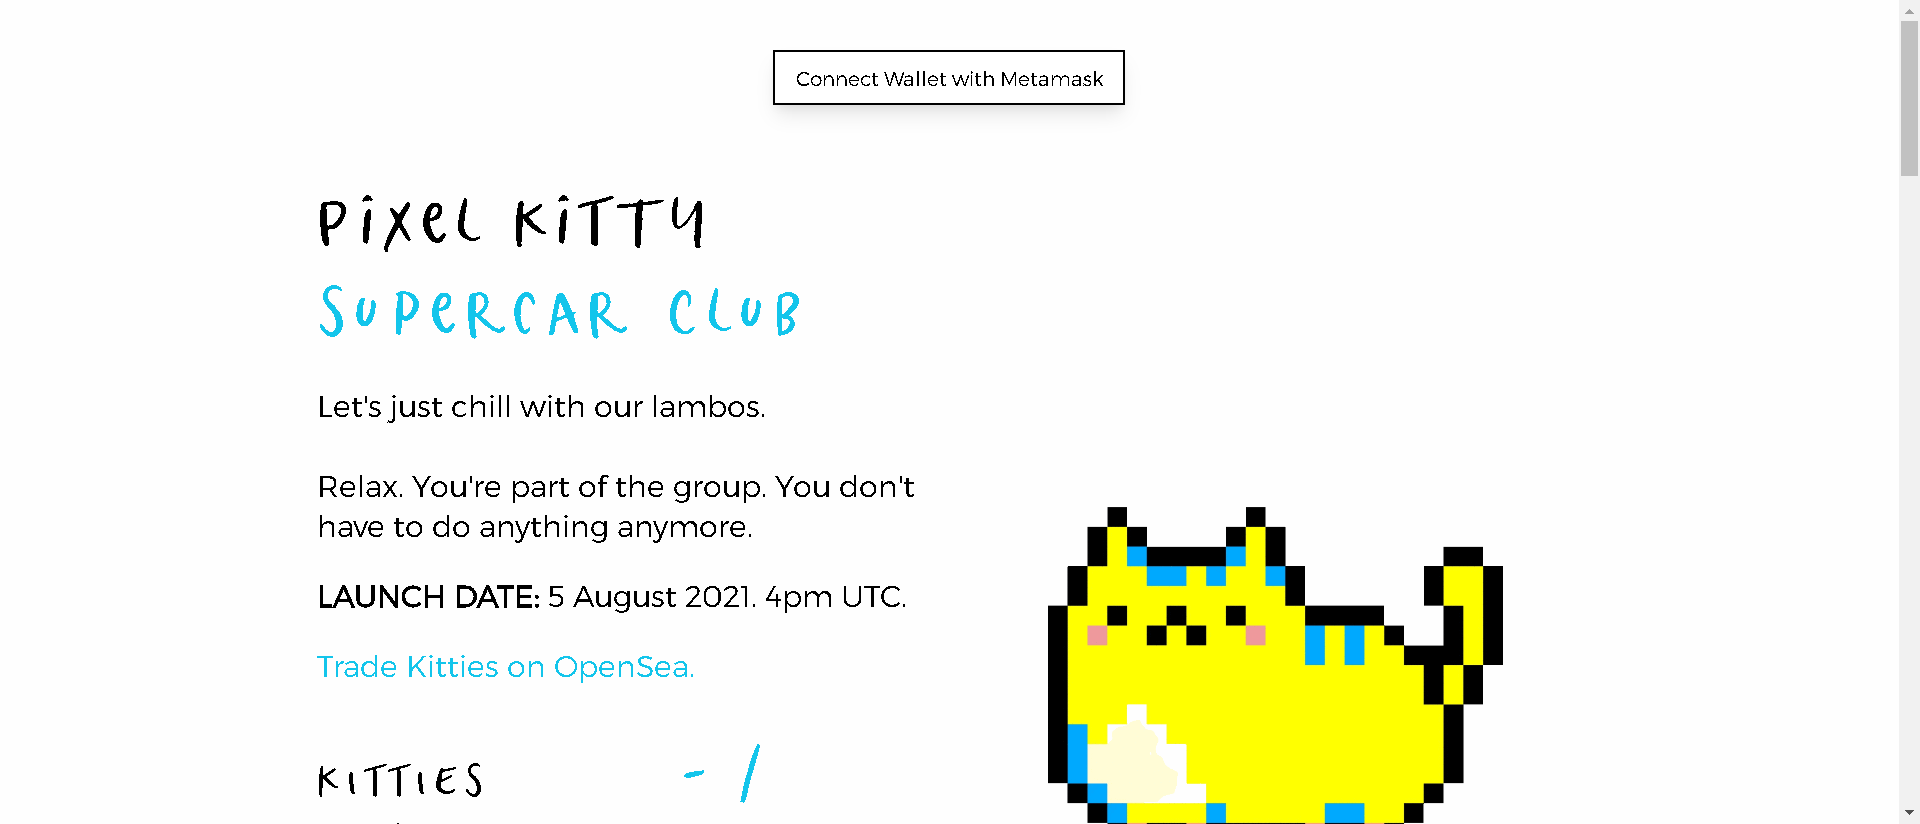 Connect Wallet with Metamask
PiXEL KiTTY
SUPERCAR CLUB
Let's just chill with our lambos.
Relax. You're part of the group. You don't
have to do anything anymore.
LAUNCH DATE: 5 August 2021. 4pm UTC.
Trade Kitties on OpenSea.
KITTIES - /